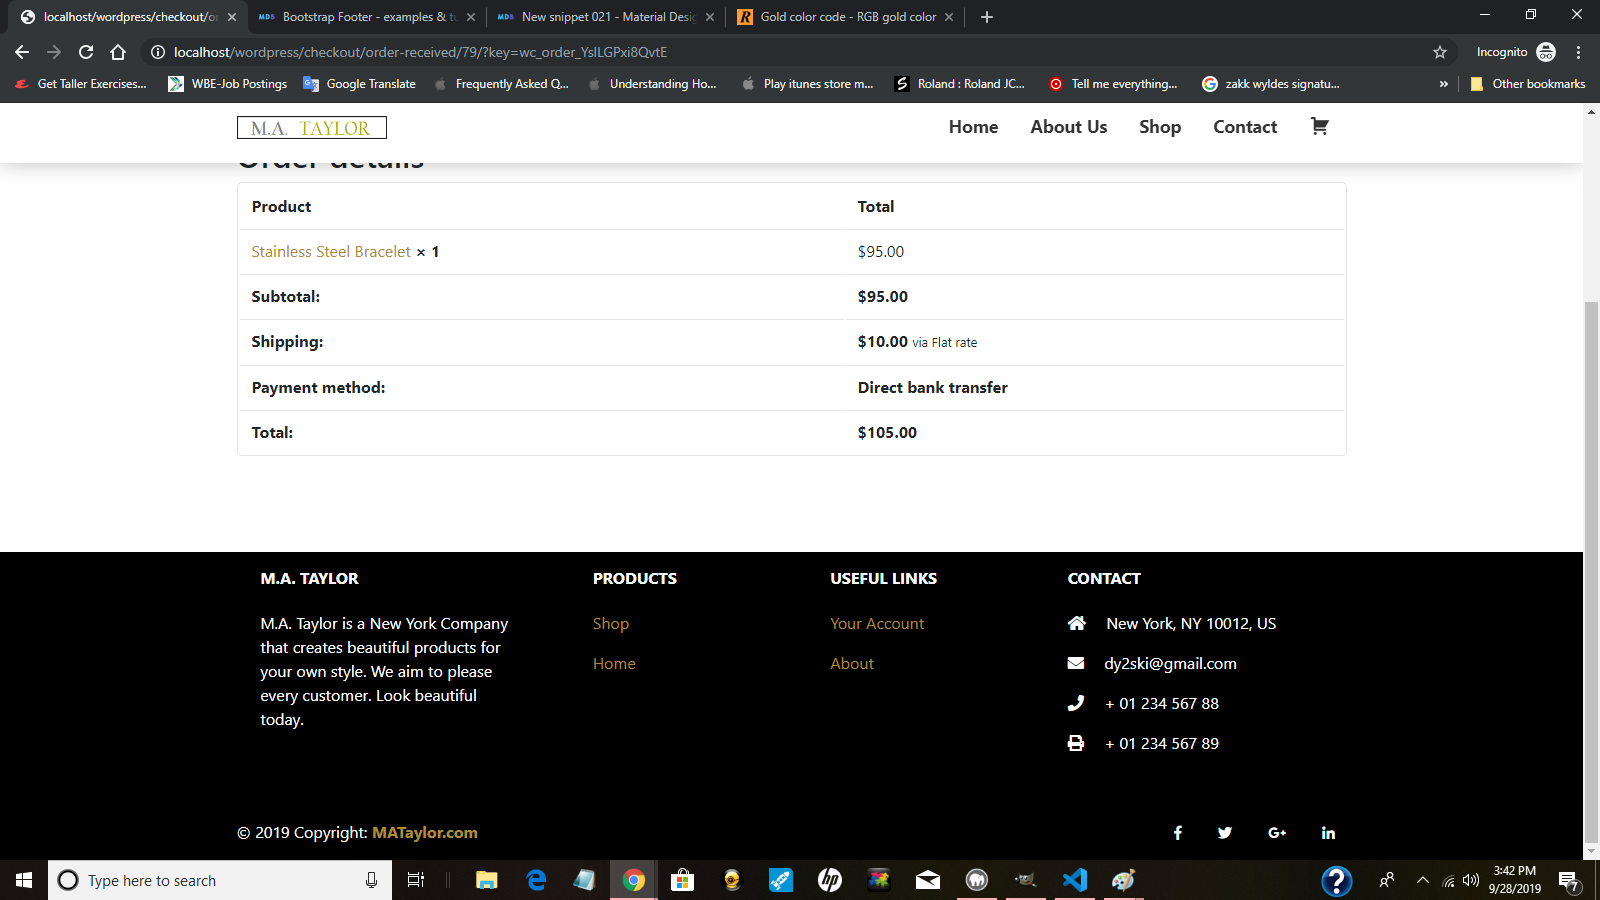 localhost/wordpress/checkout/or
Bootstrap Footer - examples & tu
New snippet 021 - Material Desig
Gold color code - RGB gold color
localhost/wordpress/checkout/order-received/79/?key=wc_order_YsILGPxi8QvtE
Incognito
Get Taller Exercises...
WBE-Job Postings
Google Translate
Frequently Asked Q...
Understanding Ho...
Play itunes store m...
Roland : Roland JC...
Tell me everything...
zakk wyldes signatu...
»
Other bookmarks
M.A. TAYLOR
Home
About Us
Shop
Contact
Order details
Product Total
Stainless Steel Bracelet × 1 $95.00
Subtotal: $95.00
Shipping: $10.00 via Flat rate
Payment method: Direct bank transfer
Total: $105.00
M.A. TAYLOR
M.A. Taylor is a New York Company
that creates beautiful products for
your own style. We aim to please
every customer. Look beautiful
today.
PRODUCTS
Shop
Home
USEFUL LINKS
Your Account
About
CONTACT
New York, NY 10012, US
dy2ski@gmail.com
+ 01 234 567 88
+ 01 234 567 89
© 2019 Copyright: MATaylor.com
Type here to search
3:42 PM
9/28/2019
7